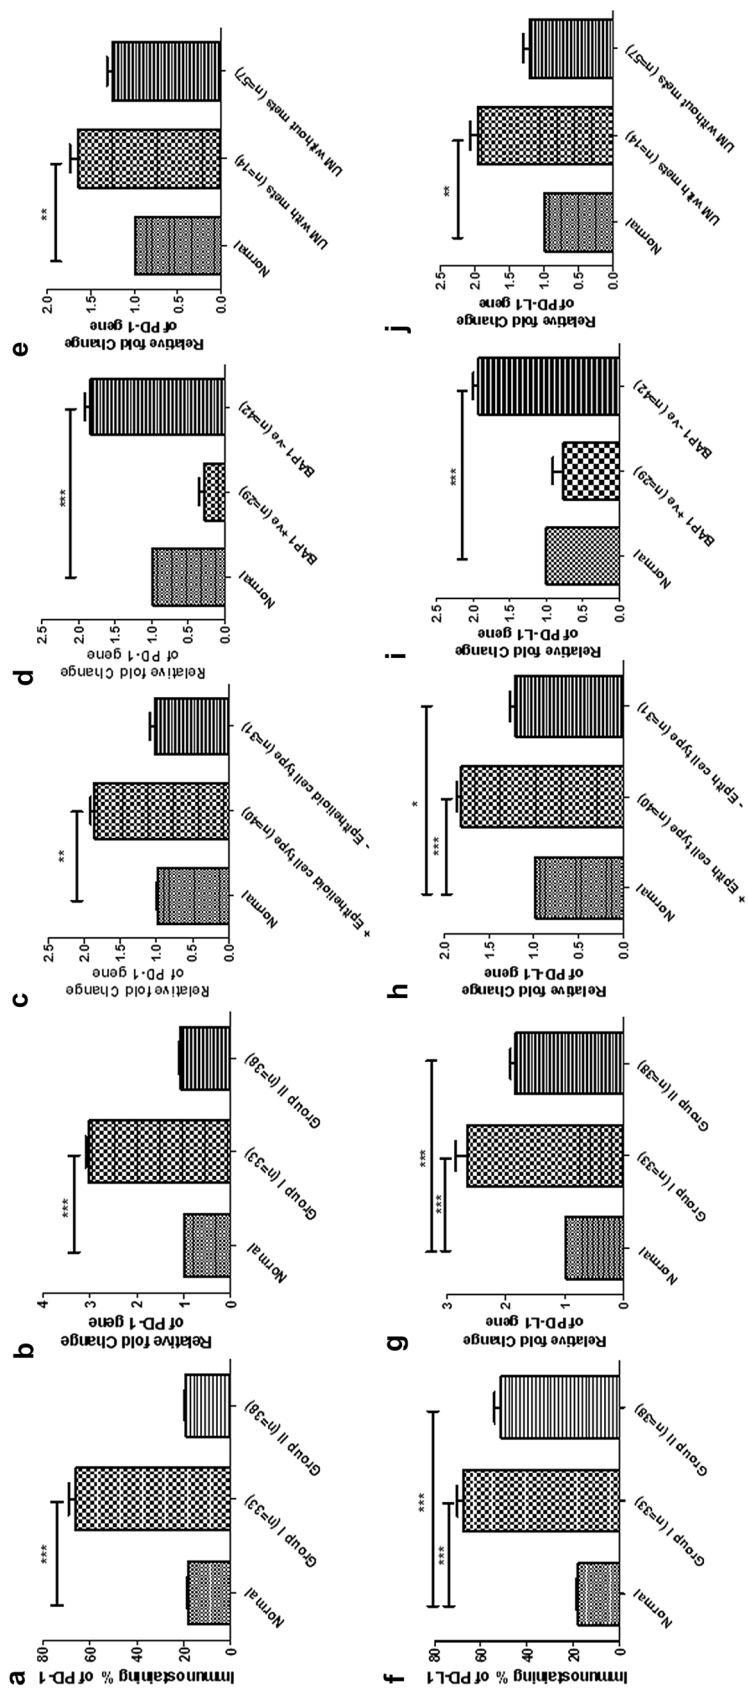 a
Immunostaining % of PD-1
80
60
40
20
0
***
Normal
Group I (n=33)
Group II (n=38)
b
Relative fold Change
of PD-1 gene
4
3
2
1
0
***
Normal
Group I (n=33)
Group II (n=38)
c
Relative fold Change
of PD-1 gene
2.5
2.0
1.5
1.0
0.5
0.0
**
Normal
+Epithelioid cell type (n=40)
-Epithelioid cell type (n=31)
d
Relative fold Change
of PD-1 gene
2.5
2.0
1.5
1.0
0.5
0.0
***
Normal
BAP1 +ve (n=29)
BAP1 -ve (n=42)
e
Relative fold Change
of PD-1 gene
2.0
1.5
1.0
0.5
0.0
**
Normal
UM with mets (n=14)
UM without mets (n=57)
f
Immunostaining % of PD-L1
80
60
40
20
0
***
***
Normal
Group I (n=33)
Group II (n=38)
g
Relative fold Change
of PD-L1 gene
3
2
1
0
***
***
Normal
Group I (n=33)
Group II (n=38)
h
Relative fold Change
of PD-L1 gene
2.0
1.5
1.0
0.5
0.0
*
***
Normal
+Epith cell type (n=40)
-Epith cell type (n=31)
i
Relative fold Change
of PD-L1 gene
2.5
2.0
1.5
1.0
0.5
0.0
***
Normal
BAP1 +ve (n=29)
BAP1 -ve (n=42)
j
Relative fold Change
of PD-L1 gene
2.5
2.0
1.5
1.0
0.5
0.0
**
Normal
UM with mets (n=14)
UM without mets (n=57)